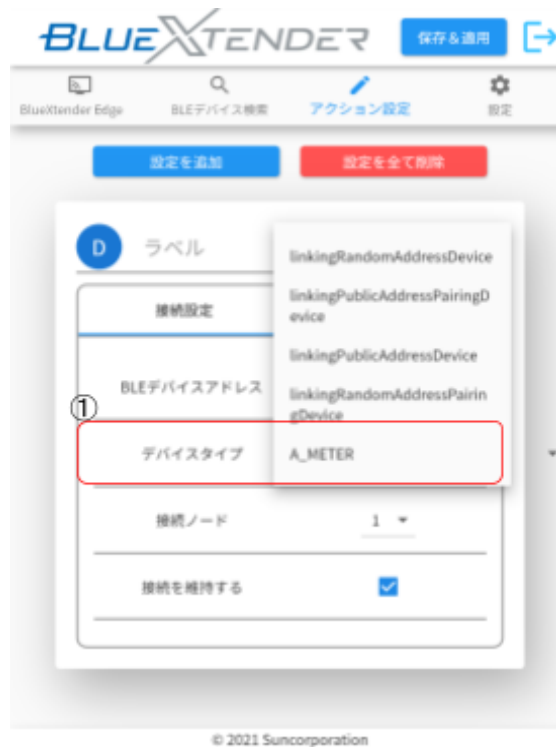 BLUEXTENDER
保存&適用
BlueXtender Edge
BLEデバイス検索
アクション設定
設定
設定を追加
設定を全て削除
D
ラベル
linkingRandomAddressDevice
linkingPublicAddressPairingD
evice
linkingPublicAddressDevice
linkingRandomAddressPairin
gDevice
A_METER
接続設定
BLEデバイスアドレス
①
デバイスタイプ
接続ノード
1
接続を維持する
© 2021 Suncorporation